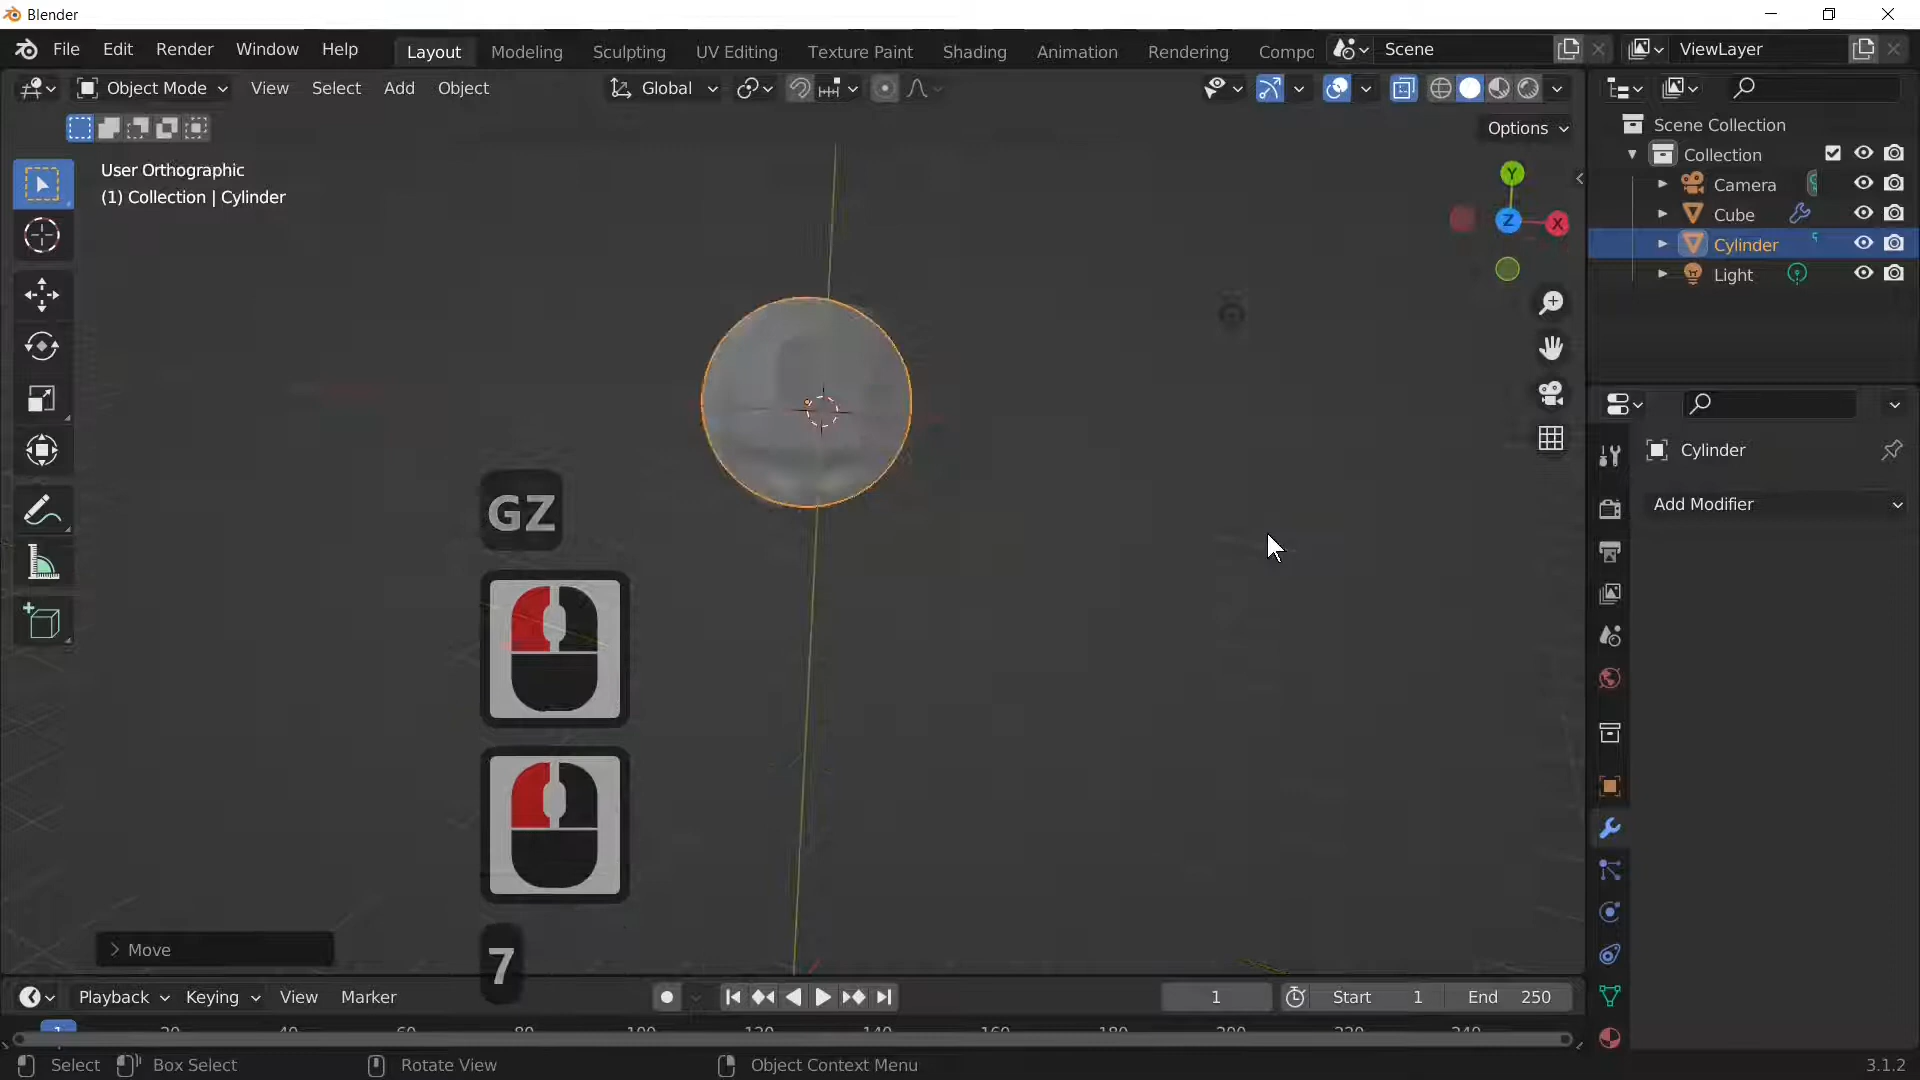 Blender
File Edit Render Window Help Layout Modeling Sculpting UV Editing Texture Paint Shading Animation Rendering Compo Scene ViewLayer
Object Mode View Select Add Object Global
Options
User Orthographic
(1) Collection | Cylinder
Y
Z X
Scene Collection
Collection
Camera
Cube
Cylinder
Light
Cylinder
Add Modifier
GZ
7
Move
Playback Keying View Marker 1 Start 1 End 250
1 20 40 60 80 100 120 140 160 180 200 220 240
Select Box Select Rotate View Object Context Menu 3.1.2